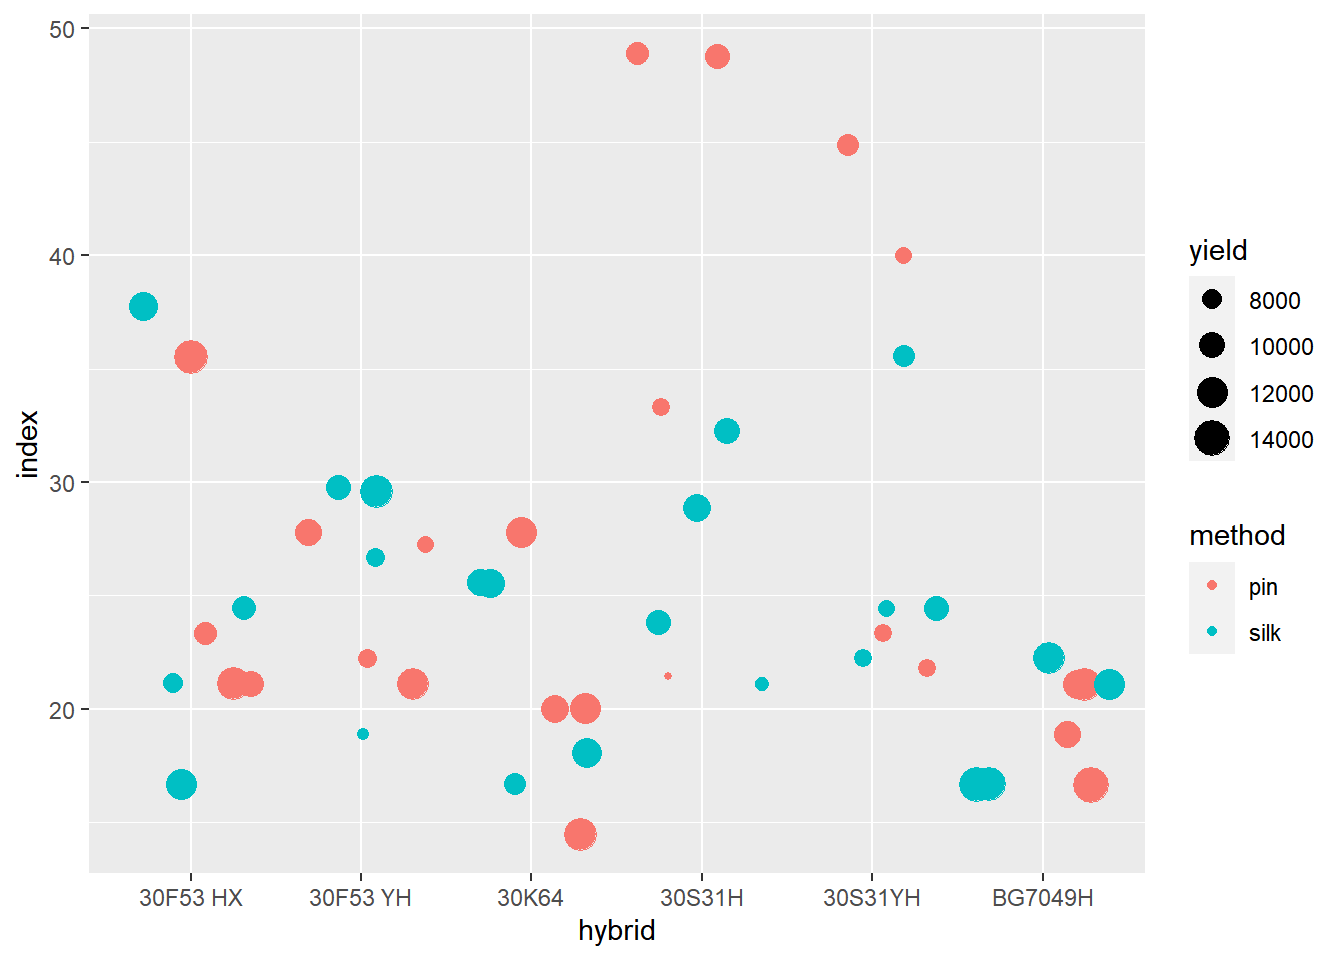 50
40
30
20
index
30F53 HX 30F53 YH 30K64 30S31H 30S31YH BG7049H
hybrid
yield
8000
10000
12000
14000
method
pin
silk